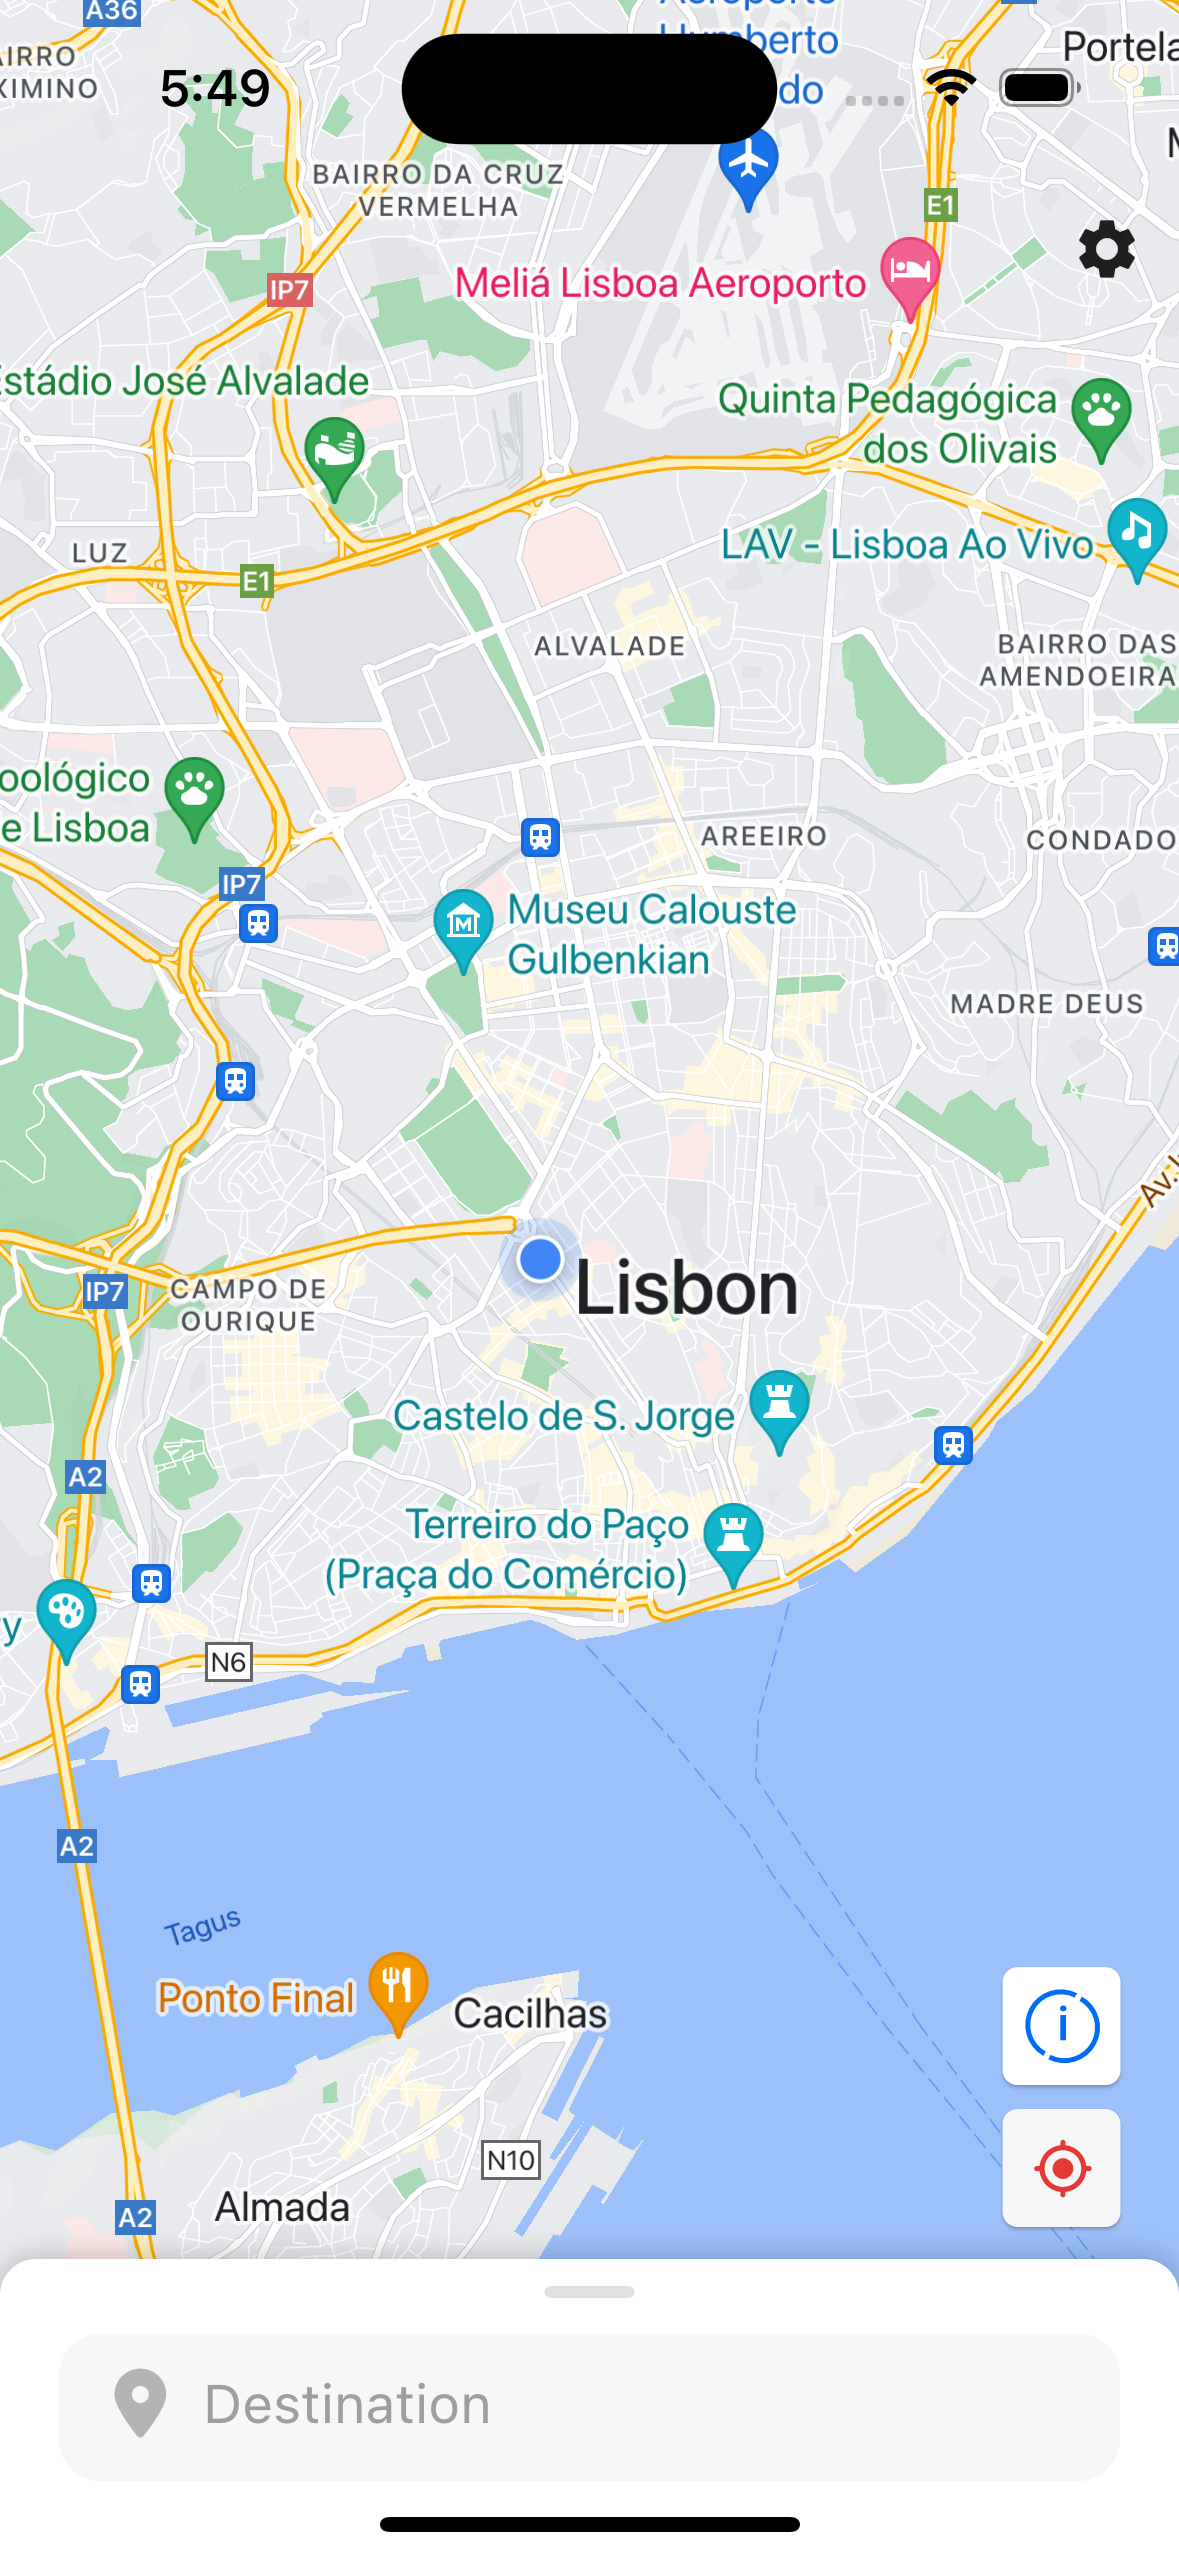 A36
Humberto
do
Portela
AIRRO
XIMINO
5:49
BAIRRO DA CRUZ
VERMELHA
E1
IP7
Meliá Lisboa Aeroporto
Estádio José Alvalade
Quinta Pedagógica
dos Olivais
LAV - Lisboa Ao Vivo
LUZ
E1
ALVALADE
BAIRRO DAS
AMENDOEIRA
oológico
e Lisboa
AREEIRO
CONDADO
IP7
Museu Calouste
Gulbenkian
MADRE DEUS
Av.
Lisbon
IP7
CAMPO DE
OURIQUE
Castelo de S. Jorge
A2
Terreiro do Paço
(Praça do Comércio)
y
N6
A2
Tagus
Ponto Final
Cacilhas
i
N10
Almada
A2
Destination